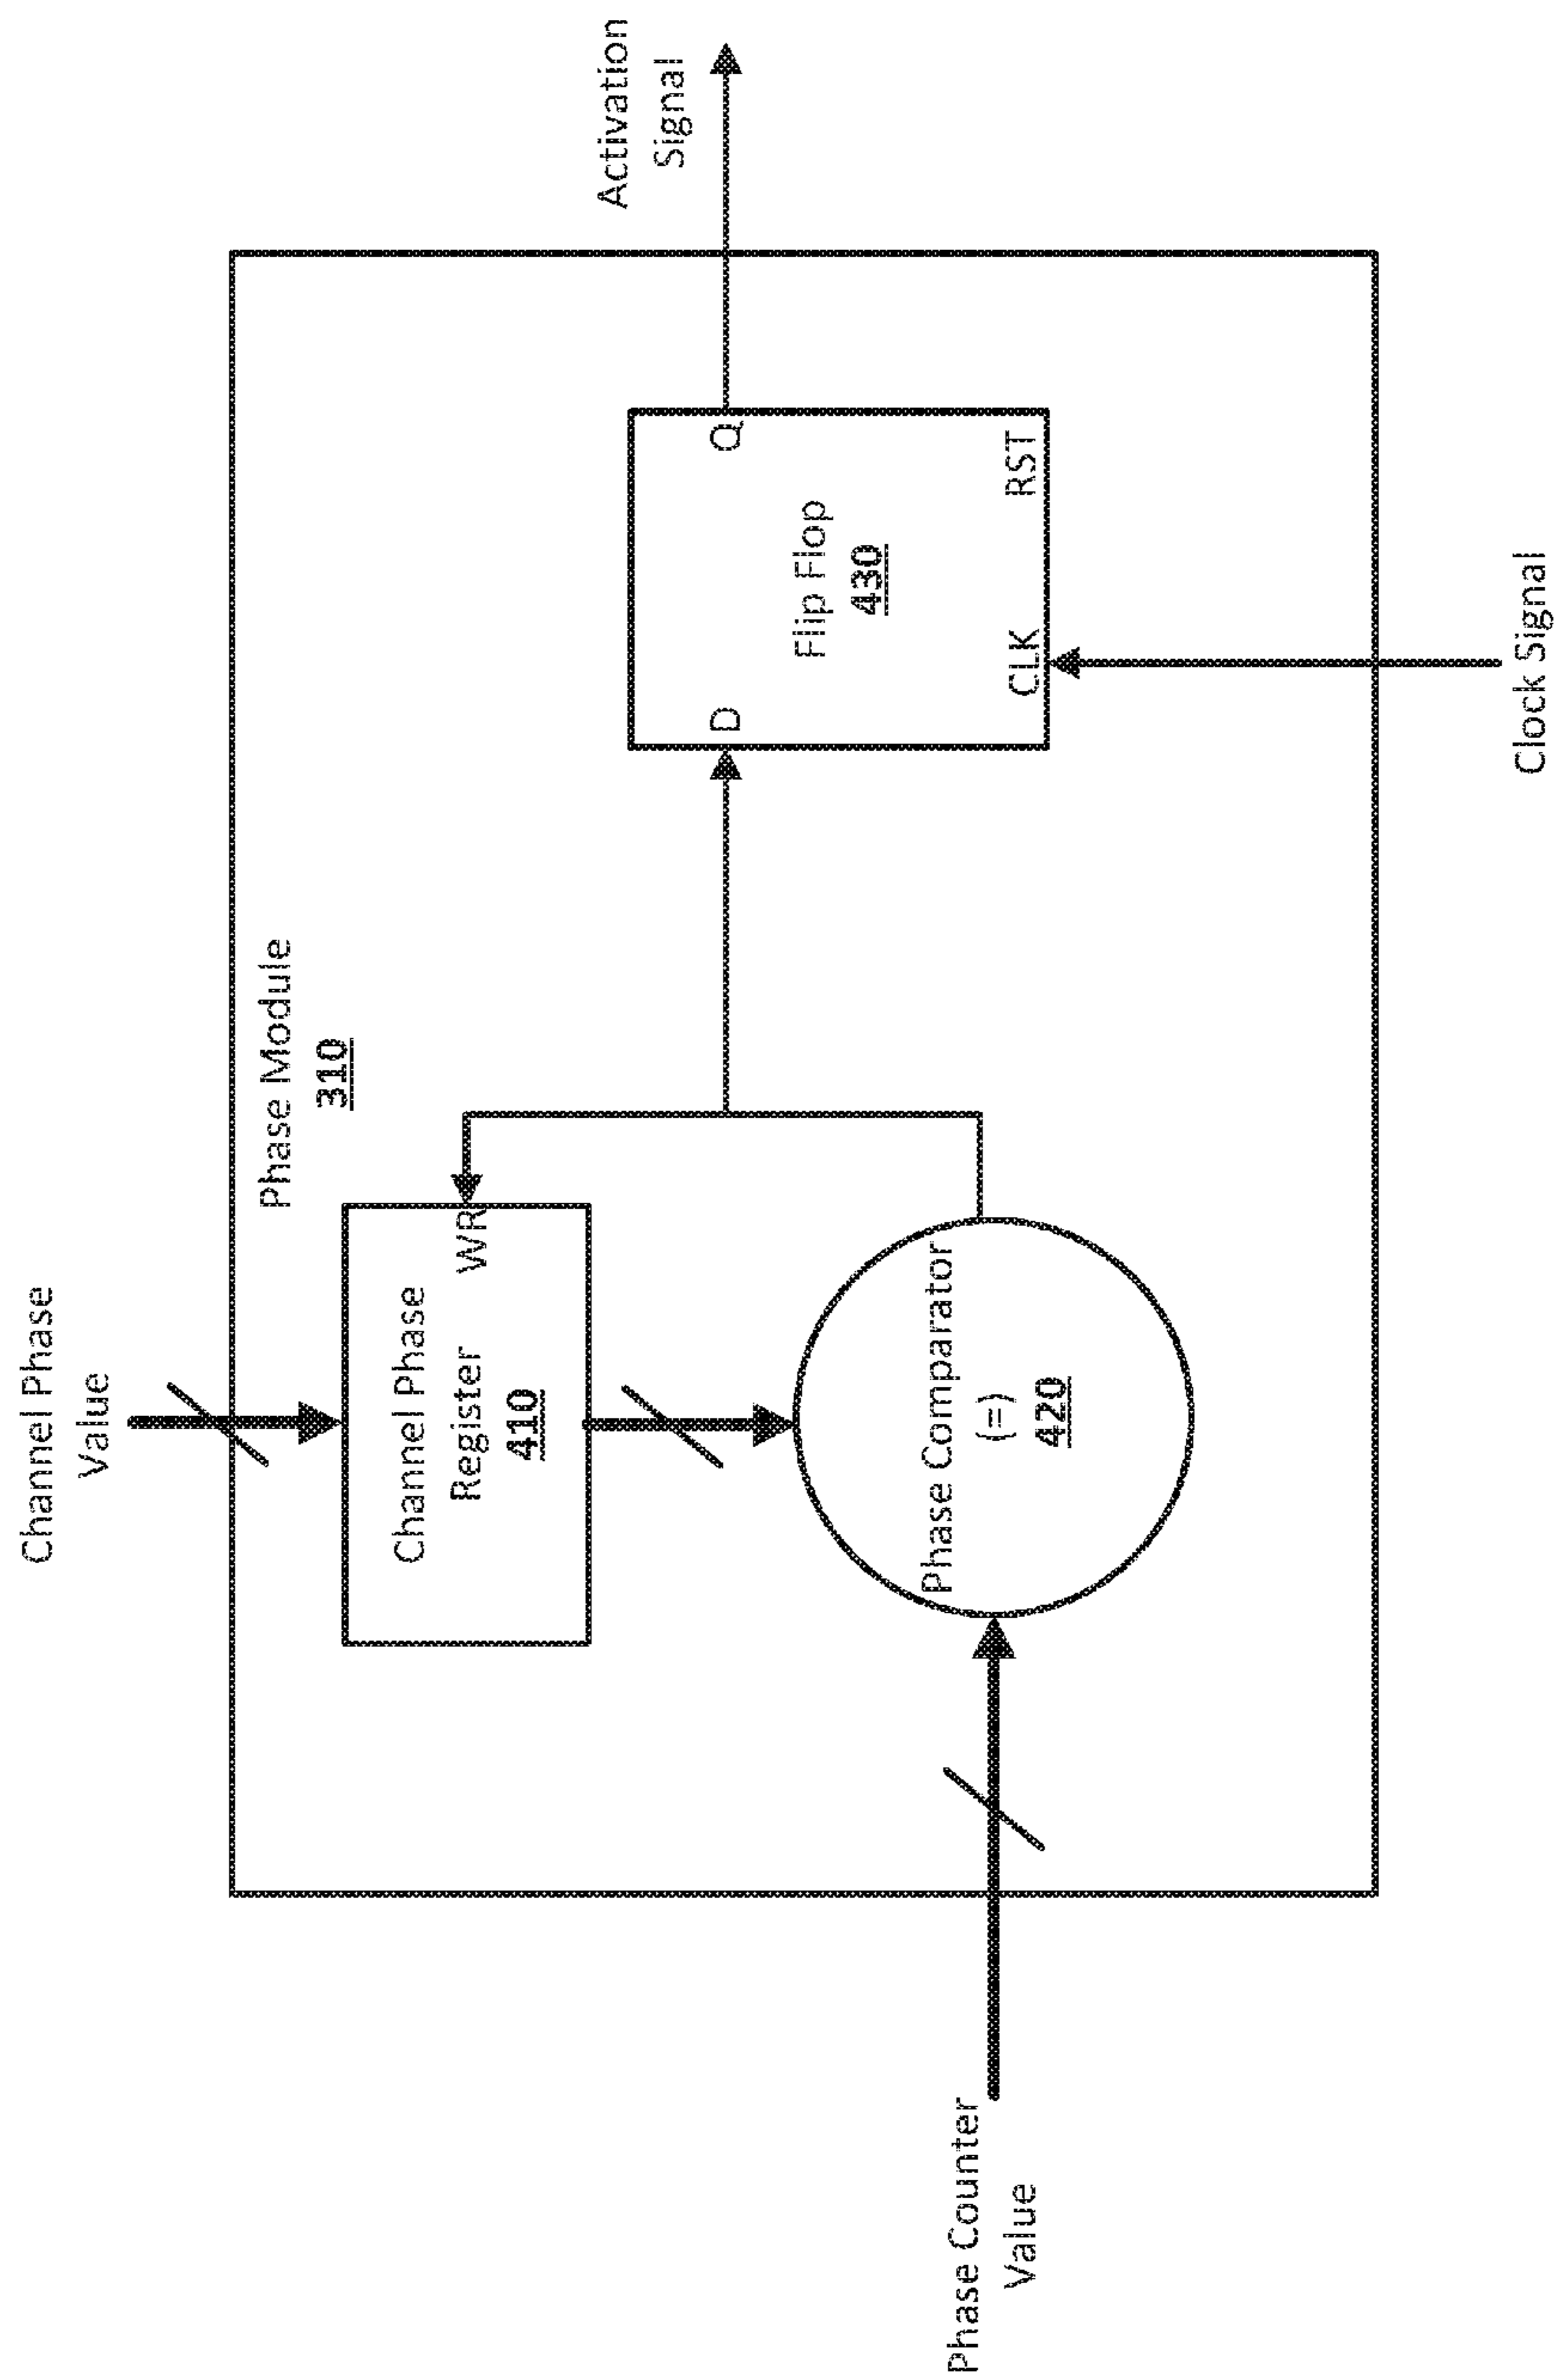 Channel Phase
Value
Phase Module
310
Activation
Signal
Channel Phase
Register
WR
410
D
Q
Flip Flop
430
CLK
RST
Phase Comparator
(=)
420
Phase Counter
Value
Clock Signal